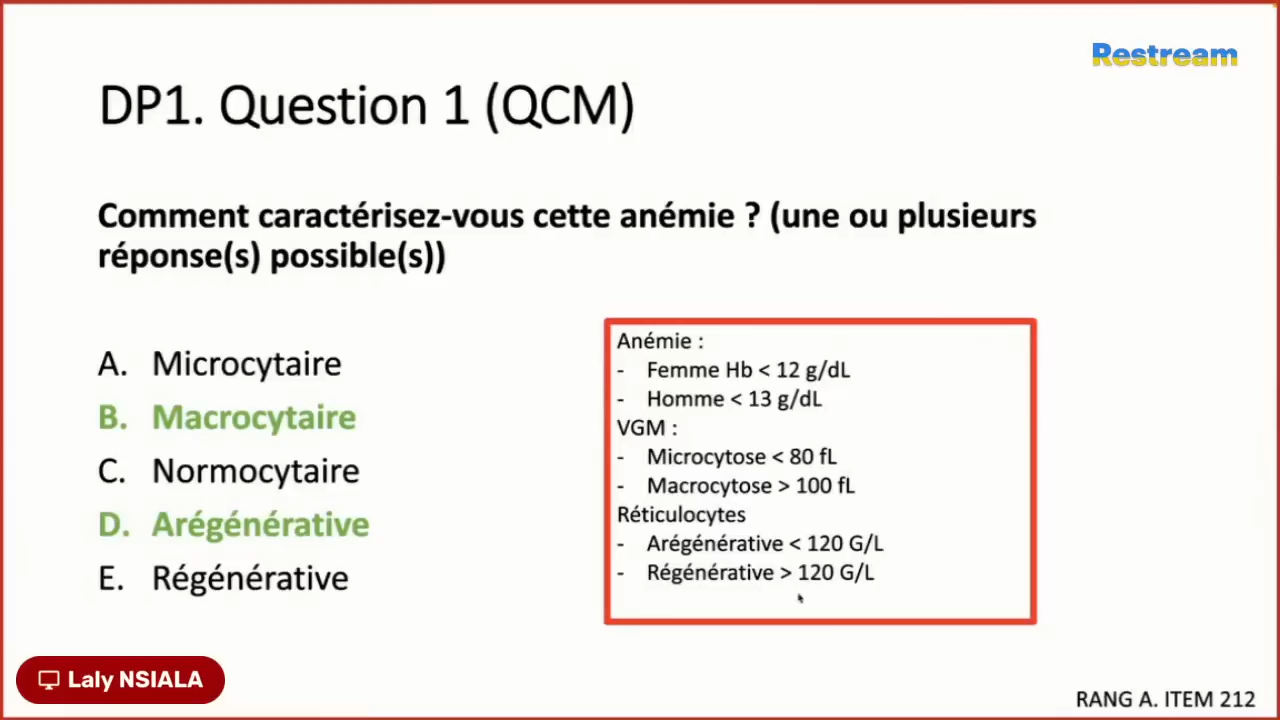 Restream
DP1. Question 1 (QCM)
Comment caractérisez-vous cette anémie ? (une ou plusieurs
réponse(s) possible(s))
A. Microcytaire
B. Macrocytaire
C. Normocytaire
D. Arégénérative
E. Régénérative
Anémie :
- Femme Hb < 12 g/dL
- Homme < 13 g/dL
VGM :
- Microcytose < 80 fL
- Macrocytose > 100 fL
Réticulocytes
- Arégénérative < 120 G/L
- Régénérative > 120 G/L
Laly NSIALA
RANG A. ITEM 212